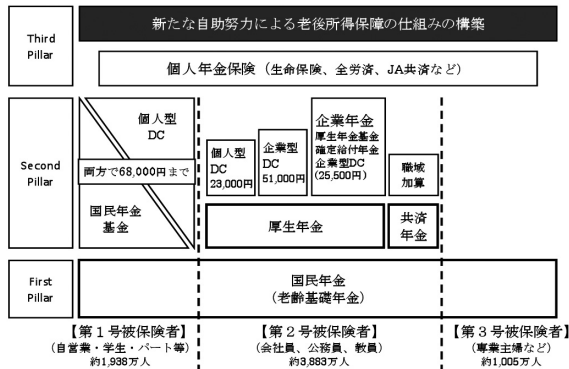 Third
Pillar
新たな自助努力による老後所得保障の仕組みの構築
個人年金保険（生命保険、全労済、JA共済など）
Second
Pillar
個人型
DC
両方で68,000円まで
国民年金
基金
個人型
DC
23,000円
企業型
DC
51,000円
企業年金
厚生年金基金
確定給付年金
企業型DC
(25,500円)
職域
加算
厚生年金
共済
年金
First
Pillar
国民年金
（老齢基礎年金）
【第１号被保険者】
（自営業・学生・パート等）
約1,938万人
【第２号被保険者】
（会社員、公務員、教員）
約3,883万人
【第３号被保険者】
（専業主婦など）
約1,005万人